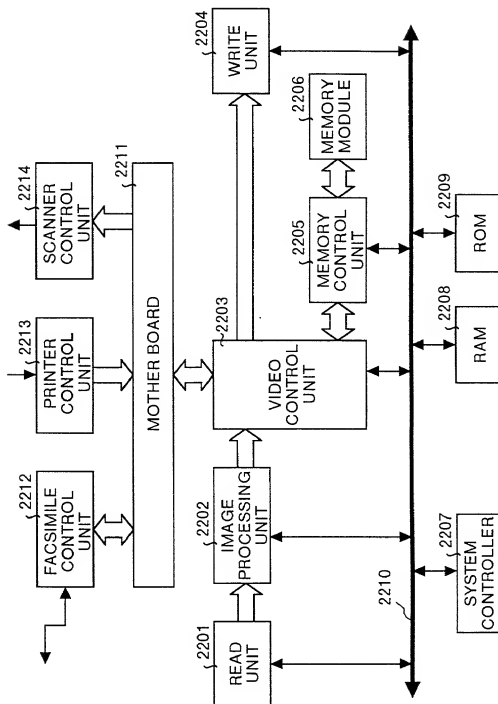 2212
FACSIMILE
CONTROL
UNIT
2213
PRINTER
CONTROL
UNIT
2214
SCANNER
CONTROL
UNIT
2211
MOTHER BOARD
2201
READ
UNIT
2202
IMAGE
PROCESSING
UNIT
2203
VIDEO
CONTROL
UNIT
2204
WRITE
UNIT
2205
MEMORY
CONTROL
UNIT
2206
MEMORY
MODULE
2210
2207
SYSTEM
CONTROLLER
2208
RAM
2209
ROM